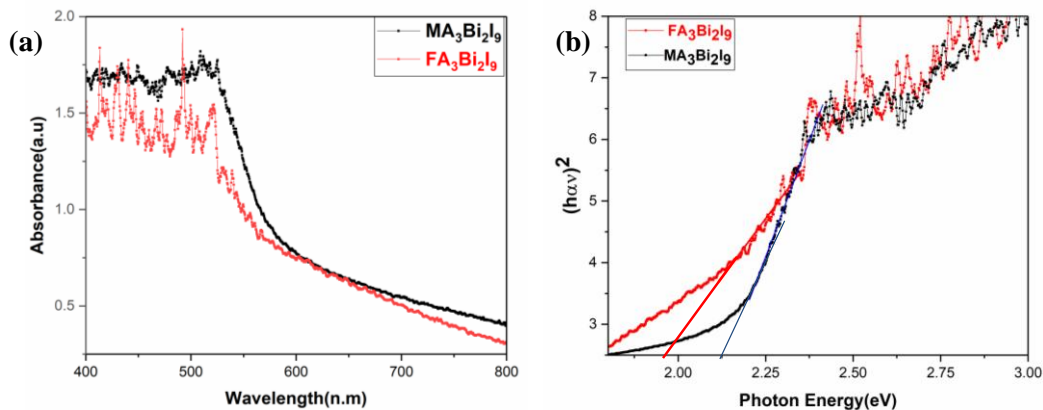 (a)
2.0
1.5
1.0
0.5
Absorbance(a.u)
MA3Bi2I9
FA3Bi2I9
400 500 600 700 800
Wavelength(n.m)
(b)
8
7
6
5
4
3
(hαν)2
FA3Bi2I9
MA3Bi2I9
2.00 2.25 2.50 2.75 3.00
Photon Energy(eV)